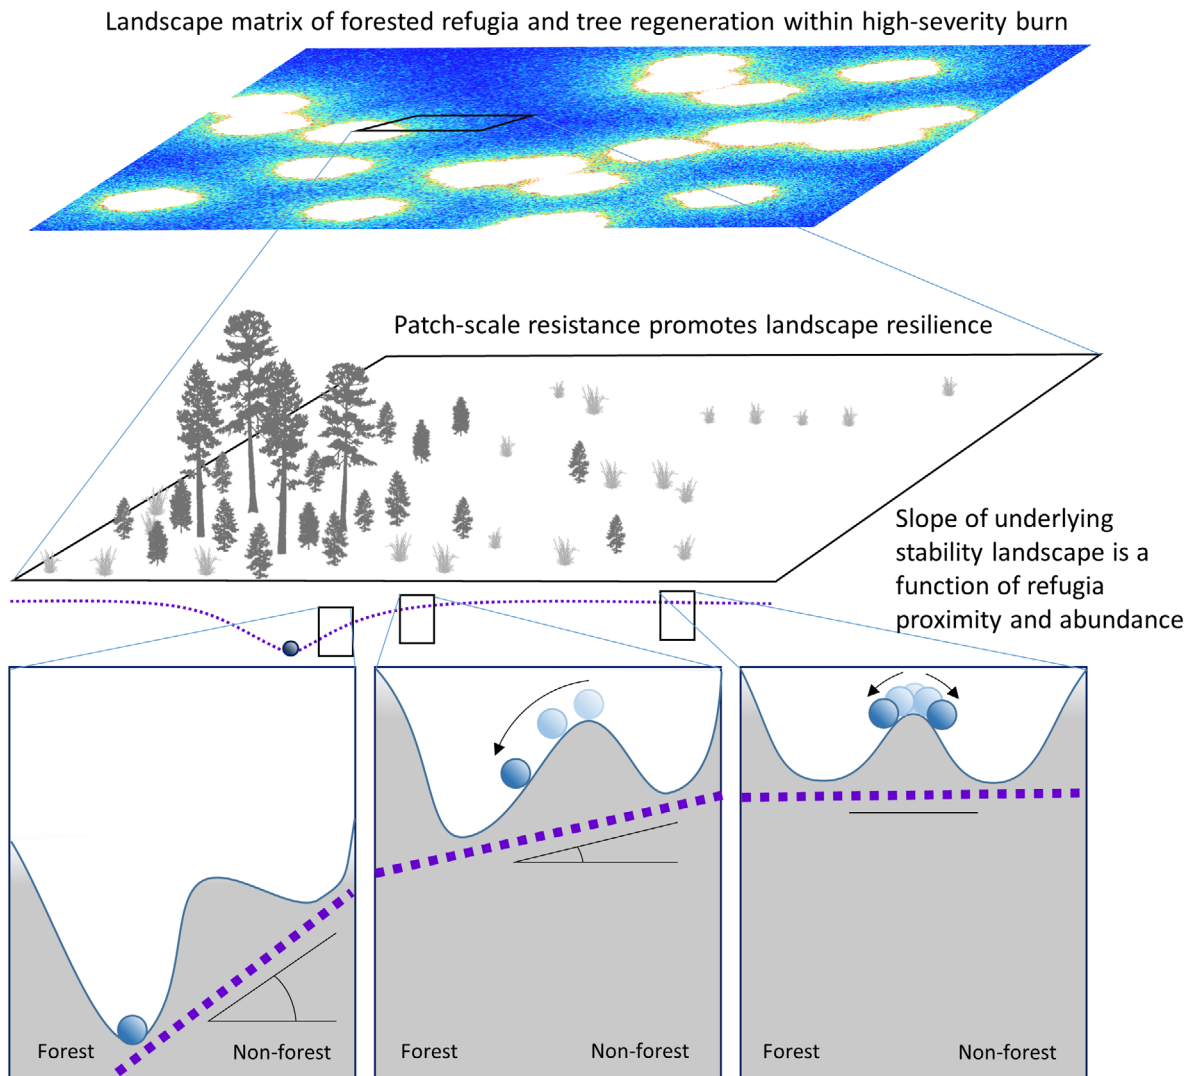 Landscape matrix of forested refugia and tree regeneration within high-severity burn
Patch-scale resistance promotes landscape resilience
Slope of underlying
stability landscape is a
function of refugia
proximity and abundance
Forest
Non-forest
Forest
Non-forest
Forest
Non-forest